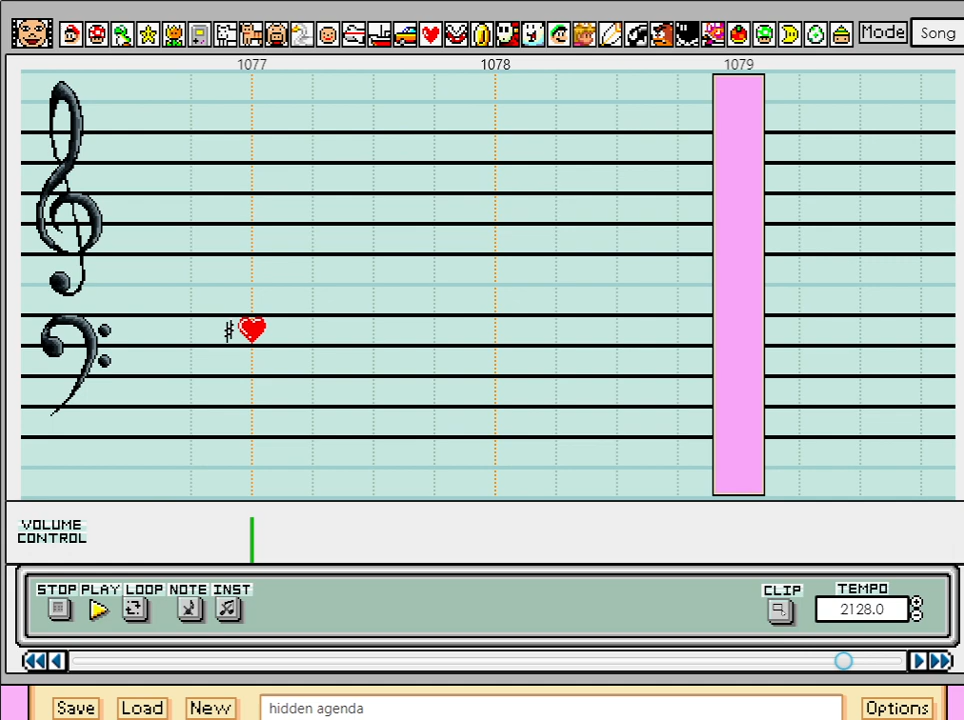 Mode Song
1077 1078 1079
VOLUME
CONTROL
STOP PLAY LOOP NOTE INST CLIP TEMPO
2128.0
Save Load New hidden agenda Options